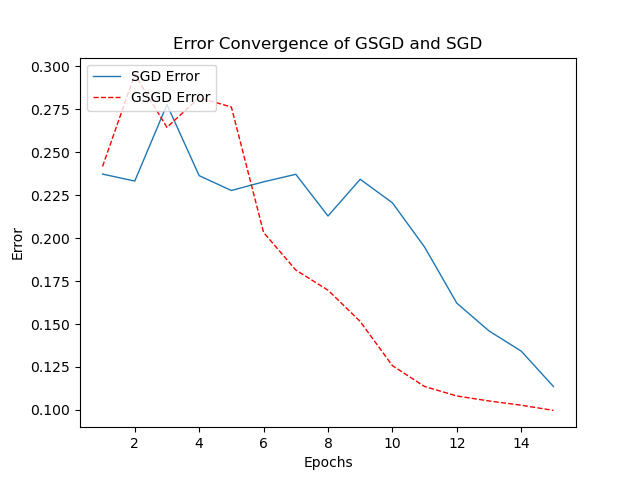 Error Convergence of GSGD and SGD
SGD Error
GSGD Error
0.300
0.275
0.250
0.225
0.200
0.175
0.150
0.125
0.100
Error
2 4 6 8 10 12 14
Epochs